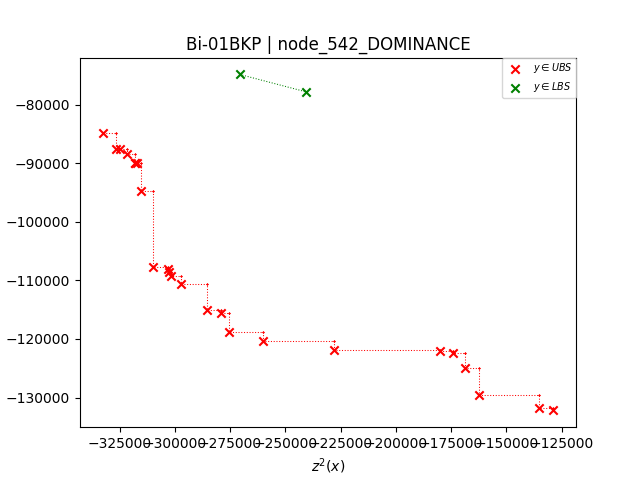 Bi-01BKP | node_542_DOMINANCE
y ∈ UBS
y ∈ LBS
−80000
−90000
−100000
−110000
−120000
−130000
−325000 −300000 −275000 −250000 −225000 −200000 −175000 −150000 −125000
z²(x)